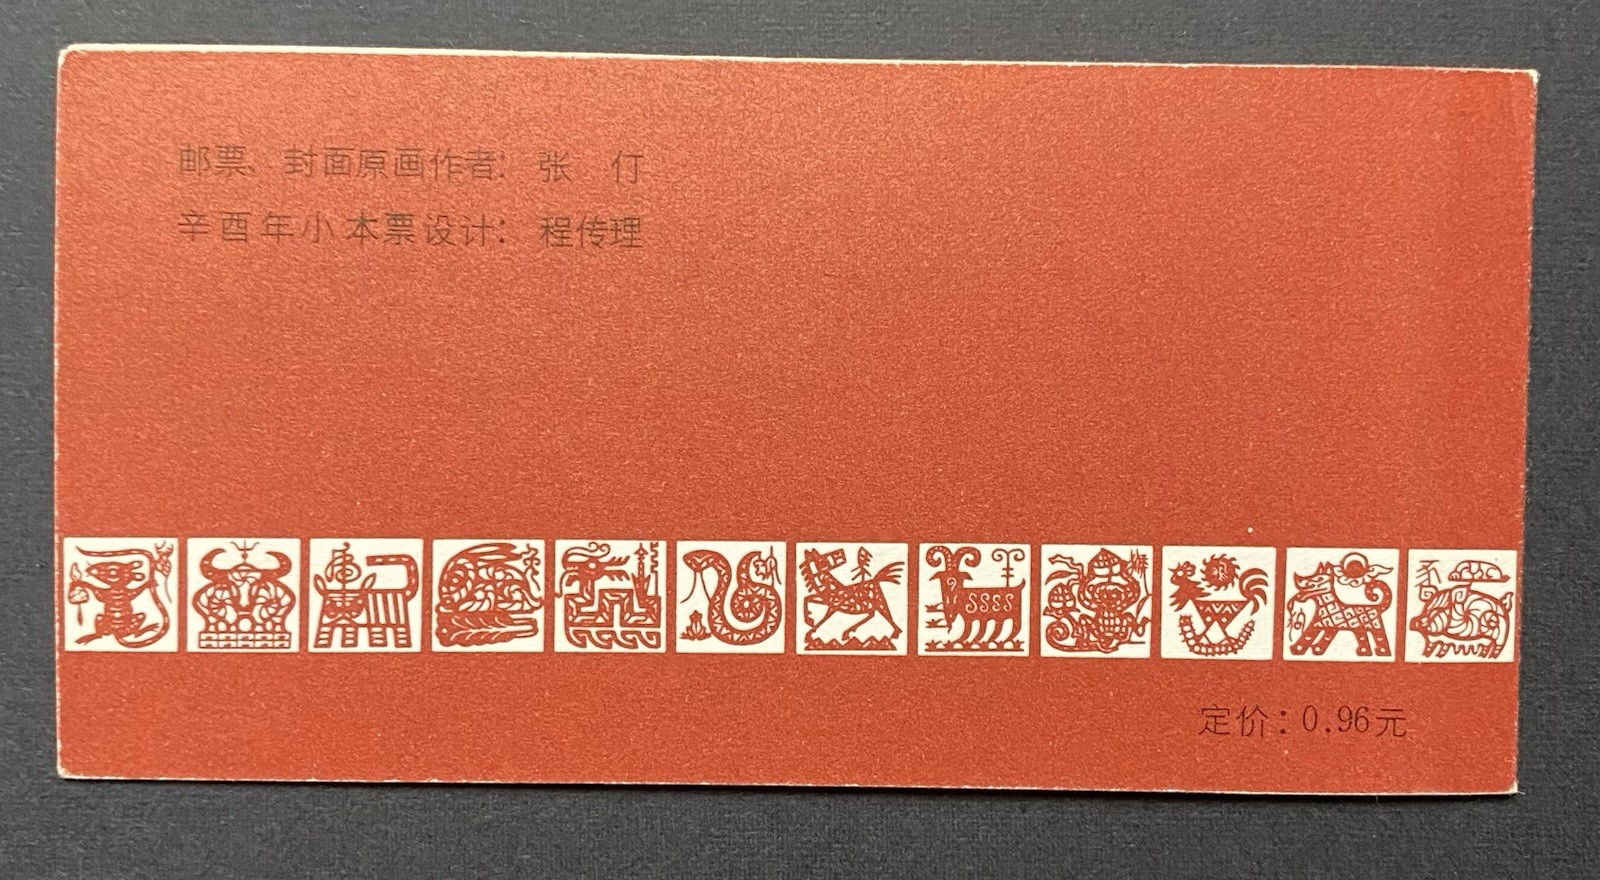 邮票、封面原画作者：张 仃
辛酉年小本票设计：程传理
定价：0.96元